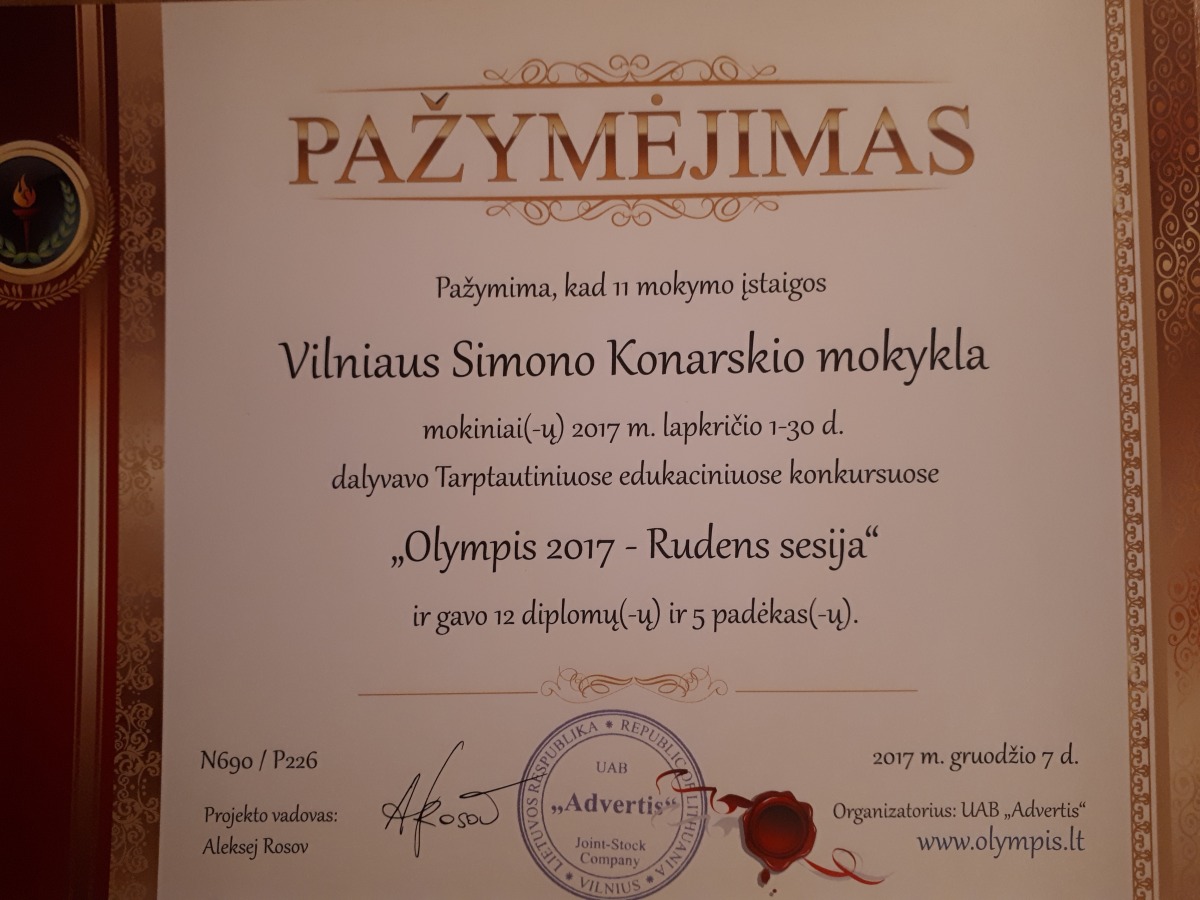 PAŽYMĖJIMAS
Pažymima, kad 11 mokymo įstaigos
Vilniaus Simono Konarskio mokykla
mokiniai(-ų) 2017 m. lapkričio 1-30 d.
dalyvavo Tarptautiniuose edukaciniuose konkursuose
„Olympis 2017 - Rudens sesija“
ir gavo 12 diplomų(-ų) ir 5 padėkas(-ų).
N690 / P226
2017 m. gruodžio 7 d.
Projekto vadovas:
Aleksej Rosov
ARosov
LIETUVOS RESPUBLIKA * REPUBLIC OF LITHUANIA
UAB
„Advertis“
Joint-Stock
Company
* VILNIUS *
Organizatorius: UAB „Advertis“
www.olympis.lt